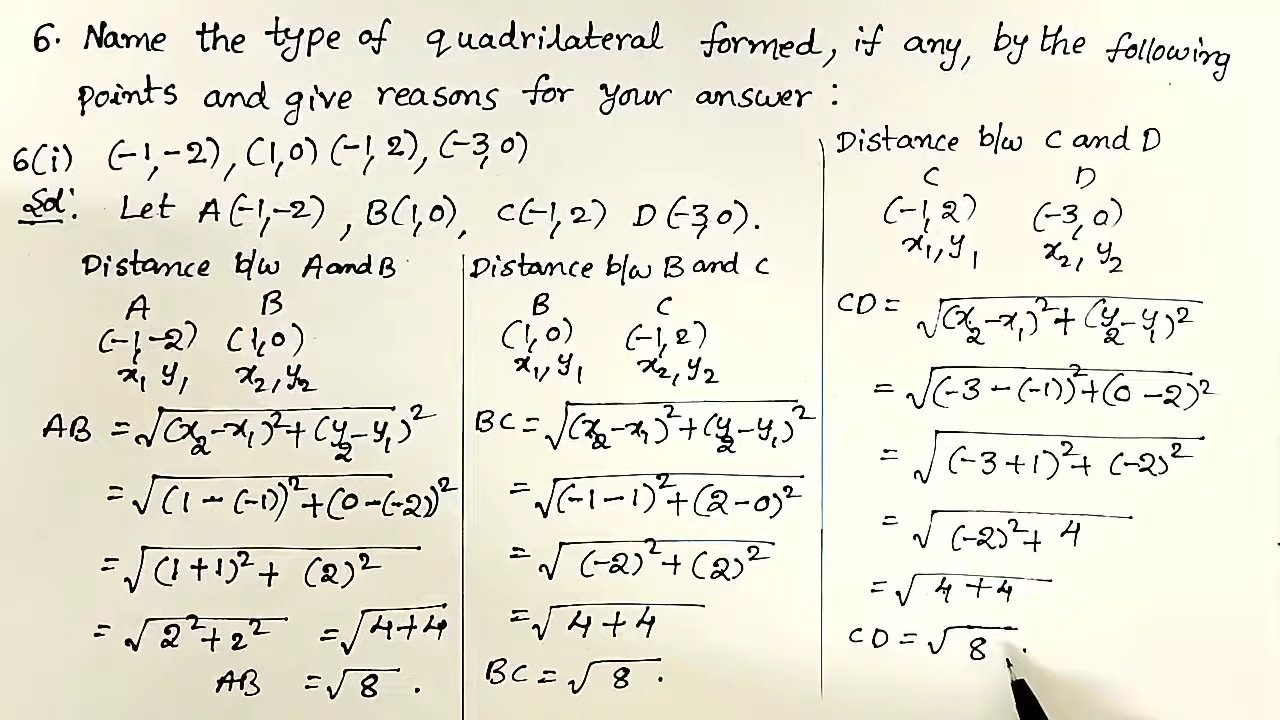 6. Name the type of quadrilateral formed, if any, by the following
points and give reasons for your answer :
6(i) (-1,-2), (1,0) (-1,2), (-3,0)
Sol: Let A(-1,-2), B(1,0), C(-1,2) D(-3,0).
Distance b/w A and B
A B
(-1,-2) (1,0)
x₁ y₁ x₂, y₂
AB = √(x₂-x₁)²+(y₂-y₁)²
= √(1-(-1))²+(0-(-2))²
= √(1+1)²+ (2)²
= √2²+2² = √4+4
AB = √8 .
Distance b/w B and C
B C
(1,0) (-1,2)
x₁, y₁ x₂, y₂
BC = √(x₂-x₁)²+(y₂-y₁)²
= √(-1-1)²+(2-0)²
= √(-2)²+(2)²
= √4+4
BC = √8 .
Distance b/w C and D
C D
(-1,2) (-3,0)
x₁, y₁ x₂, y₂
CD = √(x₂-x₁)²+(y₂-y₁)²
= √(-3-(-1))²+(0-2)²
= √(-3+1)²+ (-2)²
= √(-2)²+ 4
= √4+4
CD = √8 .